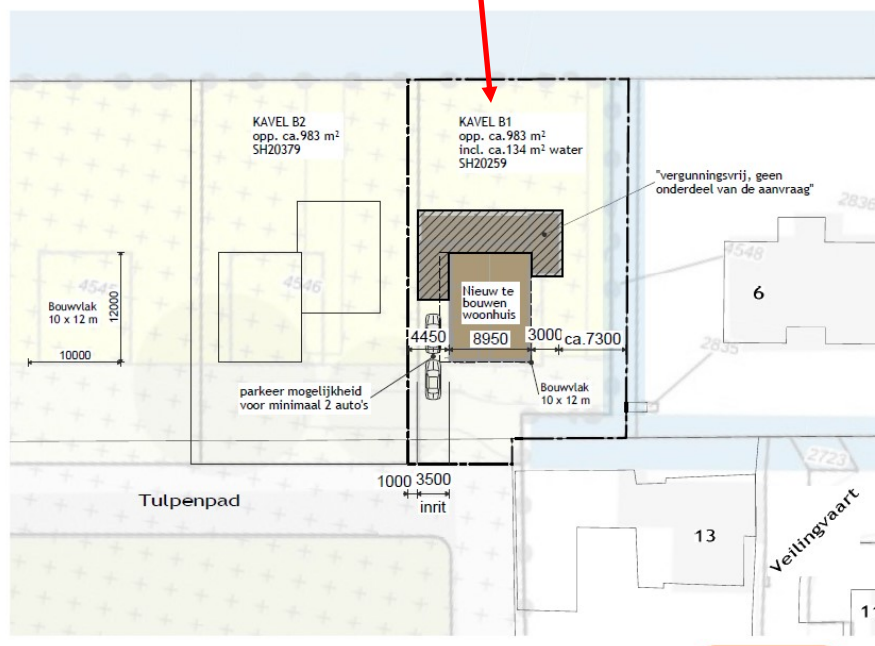 KAVEL B2
opp. ca.983 m²
SH20379
KAVEL B1
opp. ca.983 m²
incl. ca.134 m² water
SH20259
"vergunningsvrij, geen
onderdeel van de aanvraag"
2836
4548
4545
4546
6
Bouwvlak
10 x 12 m
12000
10000
Nieuw te
bouwen
woonhuis
4450
8950
3000
ca.7300
2835
parkeer mogelijkheid
voor minimaal 2 auto's
Bouwvlak
10 x 12 m
1000
3500
inrit
Tulpenpad
2723
13
Veilingvaart